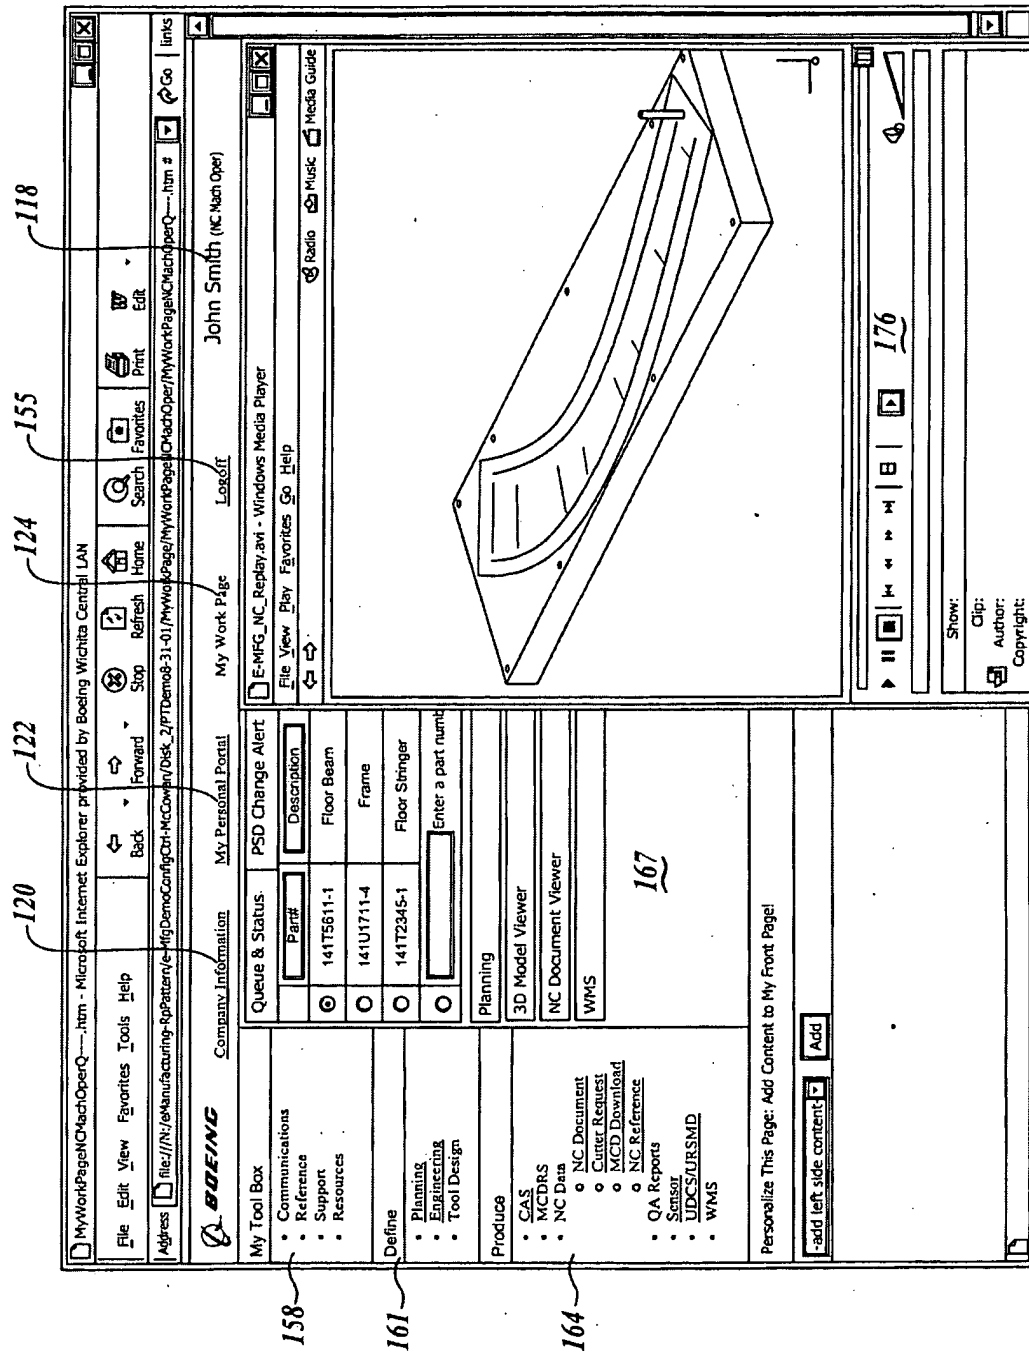 120
122
124
155
118
MyWorkPageNCMachOperQ----.htm - Microsoft Internet Explorer provided by Boeing Wichita Central LAN
File Edit View Favorites Tools Help
Back Forward Stop Refresh Home Search Favorites Print Edit
Address file:///N:/eManufacturing-RpPattern/e-MfgDemoConfigCtrl-McCowan/Disk_2/PTDemo8-31-01/MyWorkPage/MyWorkPageNCMachOper/MyWorkPageNCMachOperQ----.htm # Go links
BOEING Company Information My Personal Portal My Work Page Logoff John Smith (NC Mach Oper)
My Tool Box
• Communications
• Reference
• Support
• Resources
158
Define
161
• Planning
• Engineering
• Tool Design
Produce
• CAS
• MCDRS
• NC Data
o NC Document
o Cutter Request
o MCD Download
o NC Reference
164
• QA Reports
• Sensor
• UDCS/URSMD
• WMS
Queue & Status PSD Change Alert
Part# Description
141T5611-1 Floor Beam
141U1711-4 Frame
141T2345-1 Floor Stringer
Enter a part numb
Planning
3D Model Viewer
NC Document Viewer
WMS
167
E-MFG_NC_Replay.avi - Windows Media Player
File View Play Favorites Go Help
Radio Music Media Guide
176
Show:
Clip:
Author:
Copyright:
Personalize This Page: Add Content to My Front Page!
-add left side content- Add